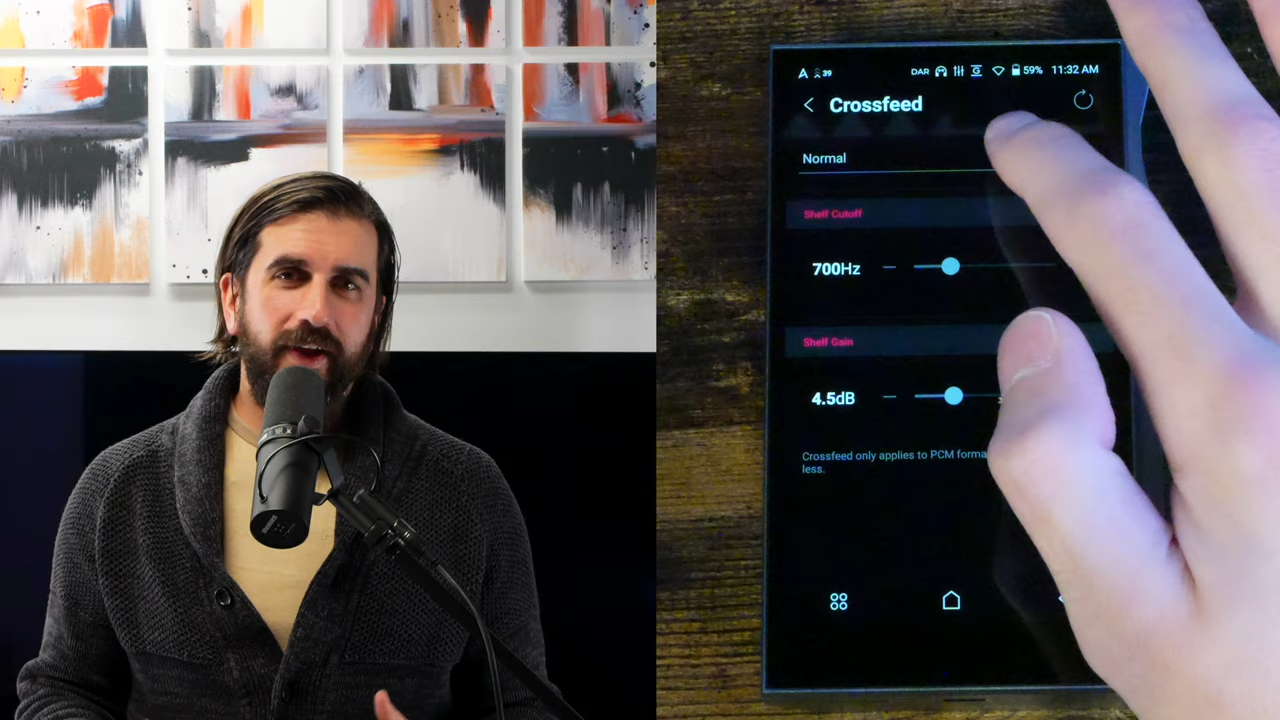 39 DAR G 59% 11:32 AM
Crossfeed
Normal
Shelf Cutoff
700Hz
Shelf Gain
4.5dB
Crossfeed only applies to PCM
less.